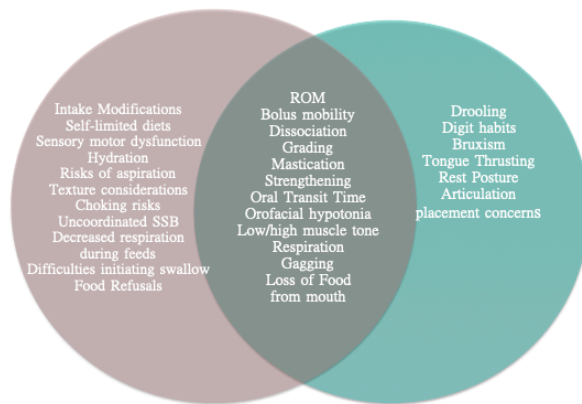 Intake Modifications
Self-limited diets
Sensory motor dysfunction
Hydration
Risks of aspiration
Texture considerations
Choking risks
Uncoordinated SSB
Decreased respiration
during feeds
Difficulties initiating swallow
Food Refusals
ROM
Bolus mobility
Dissociation
Grading
Mastication
Strengthening
Oral Transit Time
Orofacial hypotonia
Low/high muscle tone
Respiration
Gagging
Loss of Food
from mouth
Drooling
Digit habits
Bruxism
Tongue Thrusting
Rest Posture
Articulation
placement concerns